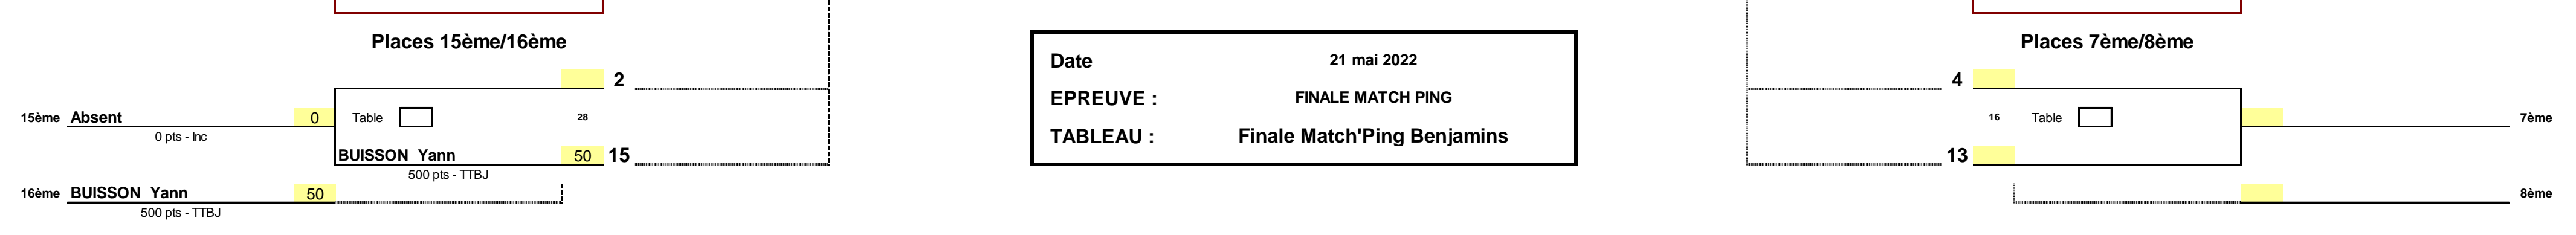 Places 15ème/16ème
2
15ème Absent 0 Table 28
0 pts - Inc
BUISSON Yann 50 15
500 pts - TTBJ
16ème BUISSON Yann 50
500 pts - TTBJ
Date 21 mai 2022
EPREUVE : FINALE MATCH PING
TABLEAU : Finale Match'Ping Benjamins
Places 7ème/8ème
4
16 Table 7ème
13
8ème